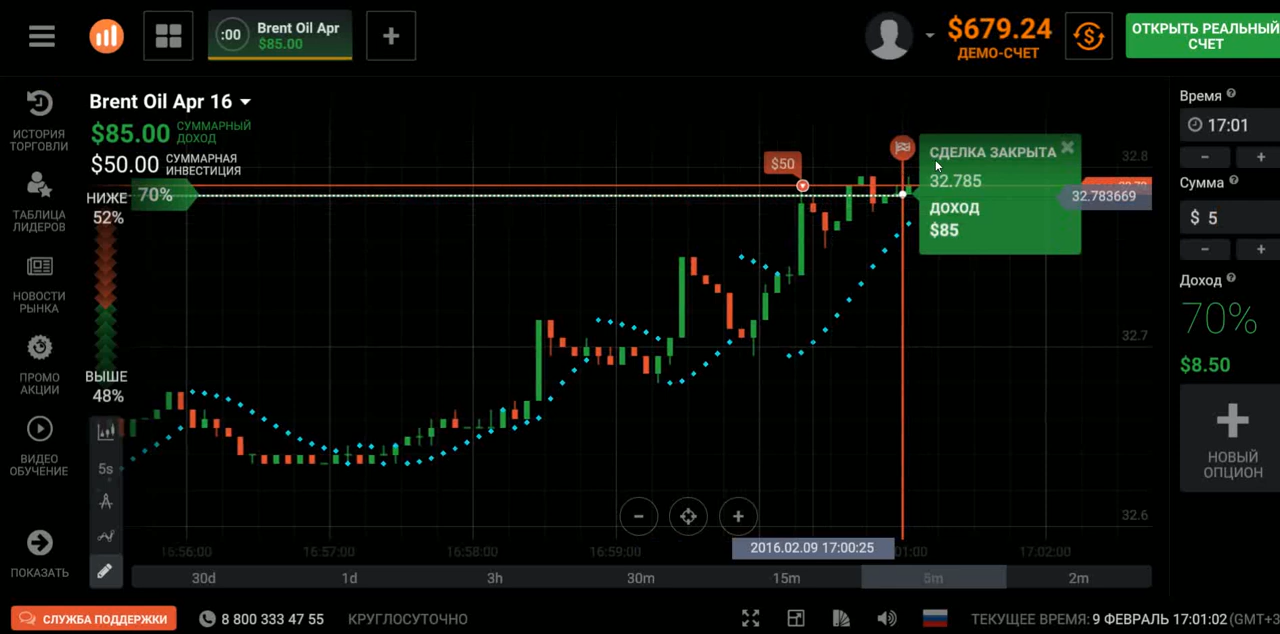 :00
Brent Oil Apr
$85.00
$679.24
ДЕМО-СЧЕТ
ОТКРЫТЬ РЕАЛЬНЫЙ
СЧЕТ
ИСТОРИЯ
ТОРГОВЛИ
ТАБЛИЦА
ЛИДЕРОВ
НОВОСТИ
РЫНКА
ПРОМО
АКЦИИ
ВИДЕО
ОБУЧЕНИЕ
ПОКАЗАТЬ
Brent Oil Apr 16
$85.00 СУММАРНЫЙ
ДОХОД
$50.00 СУММАРНАЯ
ИНВЕСТИЦИЯ
НИЖЕ
52%
70%
ВЫШЕ
48%
5s
$50
СДЕЛКА ЗАКРЫТА
32.785
ДОХОД
$85
32.8
32.783669
32.7
32.6
16:56:00
16:57:00
16:58:00
16:59:00
2016.02.09 17:00:25
01:00
17:02:00
30d
1d
3h
30m
15m
5m
2m
Время
17:01
Сумма
$ 5
Доход
70%
$8.50
НОВЫЙ
ОПЦИОН
СЛУЖБА ПОДДЕРЖКИ
8 800 333 47 55
КРУГЛОСУТОЧНО
ТЕКУЩЕЕ ВРЕМЯ: 9 ФЕВРАЛЬ 17:01:02 (GMT+3